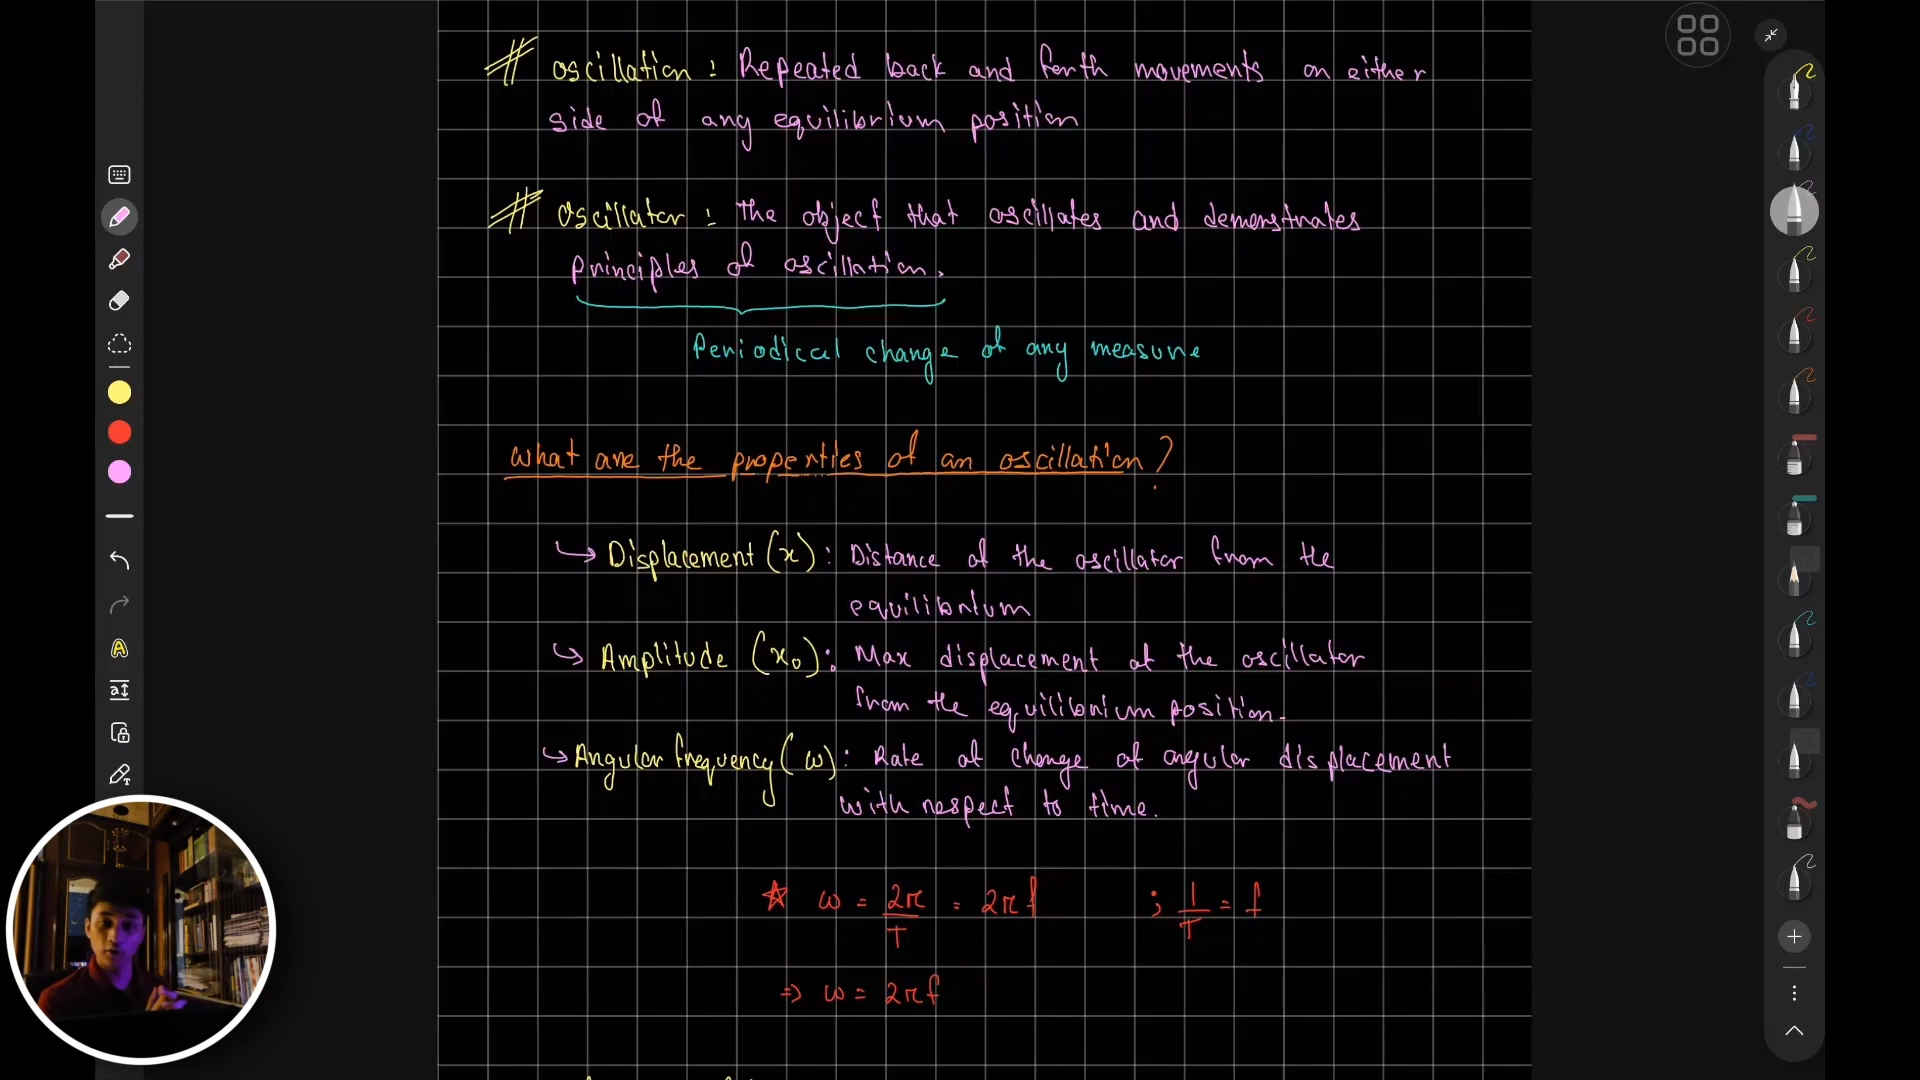 # oscillation : Repeated back and forth movements on either
side of any equilibrium position
# oscillator : The object that oscillates and demonstrates
principles of oscillation.
Periodical change of any measure
What are the properties of an oscillation?
↳ Displacement (x) : Distance of the oscillator from the
equilibrium
↳ Amplitude (x₀) : Max displacement of the oscillator
from the equilibrium position.
↳ Angular frequency (ω) : Rate of change of angular displacement
with respect to time.
☆ ω = 2π/T = 2πf ; 1/T = f
⇒ ω = 2πf